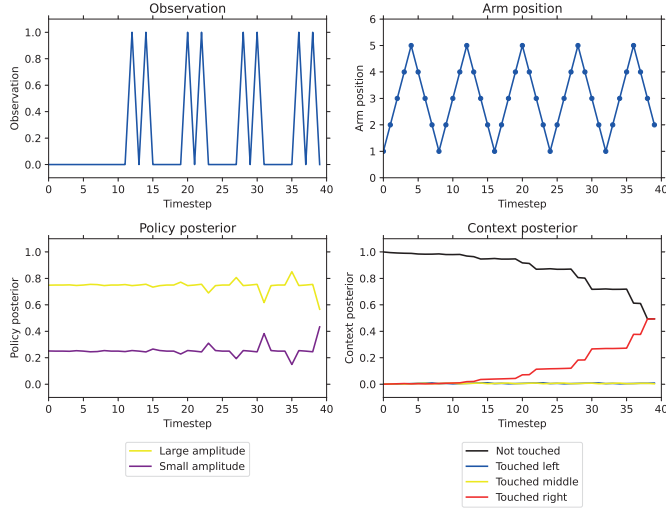 Observation
Observation
1.0
0.8
0.6
0.4
0.2
0.0
0 5 10 15 20 25 30 35 40
Timestep
Arm position
Arm position
6
5
4
3
2
1
0
0 5 10 15 20 25 30 35 40
Timestep
Policy posterior
Policy posterior
1.0
0.8
0.6
0.4
0.2
0.0
0 5 10 15 20 25 30 35 40
Timestep
Large amplitude
Small amplitude
Context posterior
Context posterior
1.0
0.8
0.6
0.4
0.2
0.0
0 5 10 15 20 25 30 35 40
Timestep
Not touched
Touched left
Touched middle
Touched right